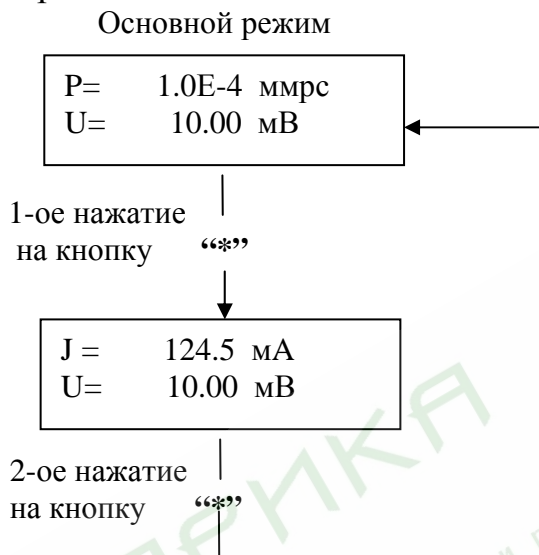 Основной режим
P= 1.0E-4 ммрс
U= 10.00 мВ
1-ое нажатие
на кнопку “*”
J = 124.5 мА
U= 10.00 мВ
2-ое нажатие
на кнопку “*”